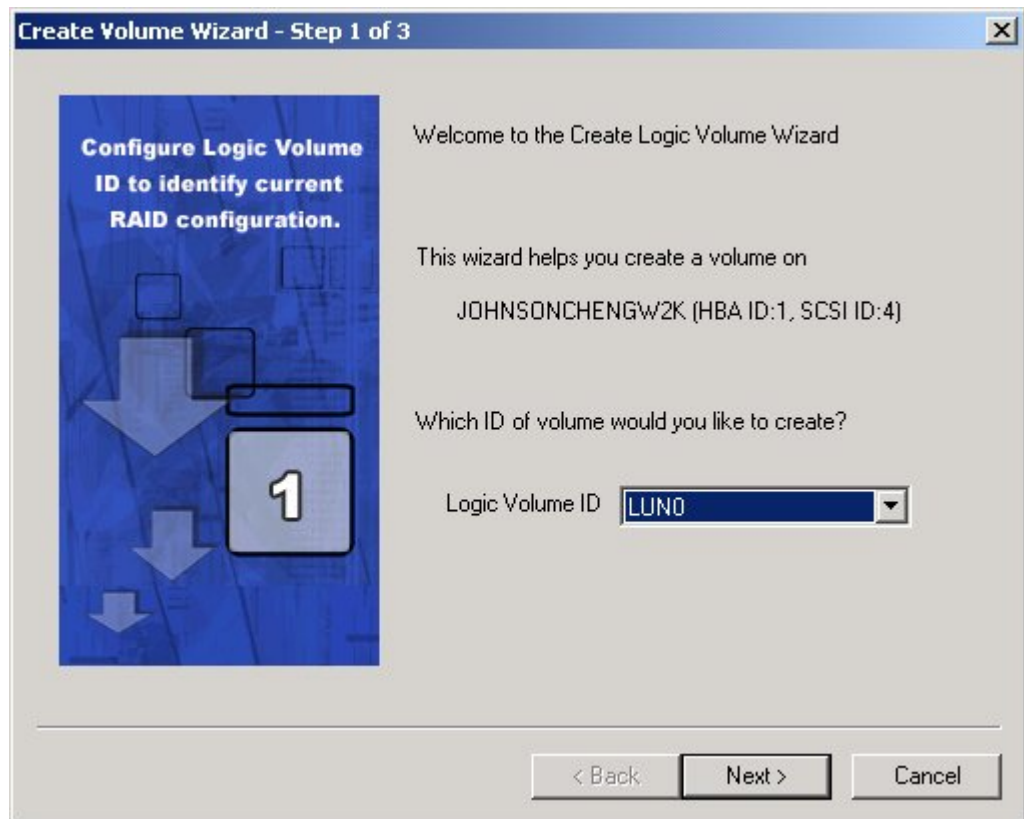 Create Volume Wizard - Step 1 of 3
Configure Logic Volume
ID to identify current
RAID configuration.
1
Welcome to the Create Logic Volume Wizard
This wizard helps you create a volume on
JOHNSONCHENGW2K (HBA ID:1, SCSI ID:4)
Which ID of volume would you like to create?
Logic Volume ID LUN0
< Back Next > Cancel